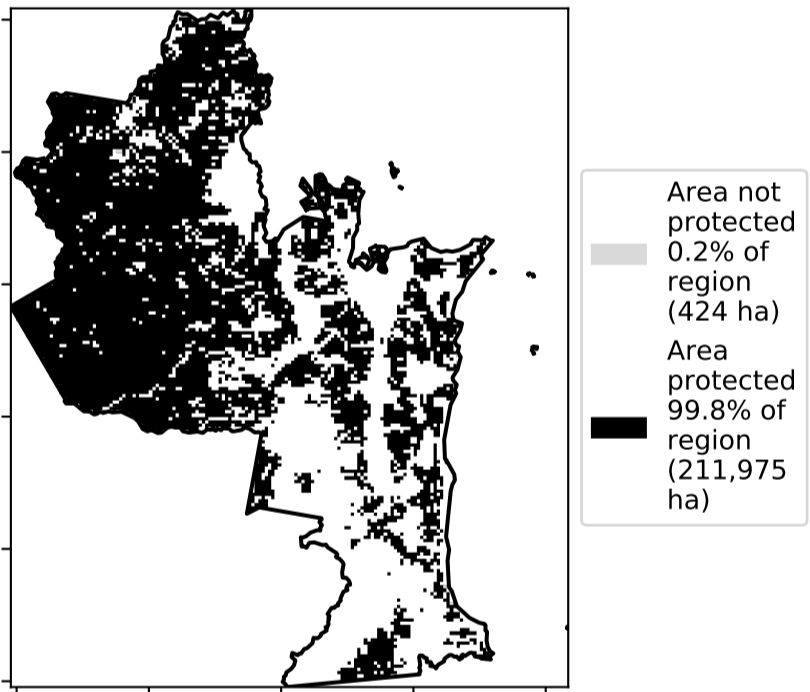 Area not
protected
0.2% of
region
(424 ha)
Area
protected
99.8% of
region
(211,975
ha)